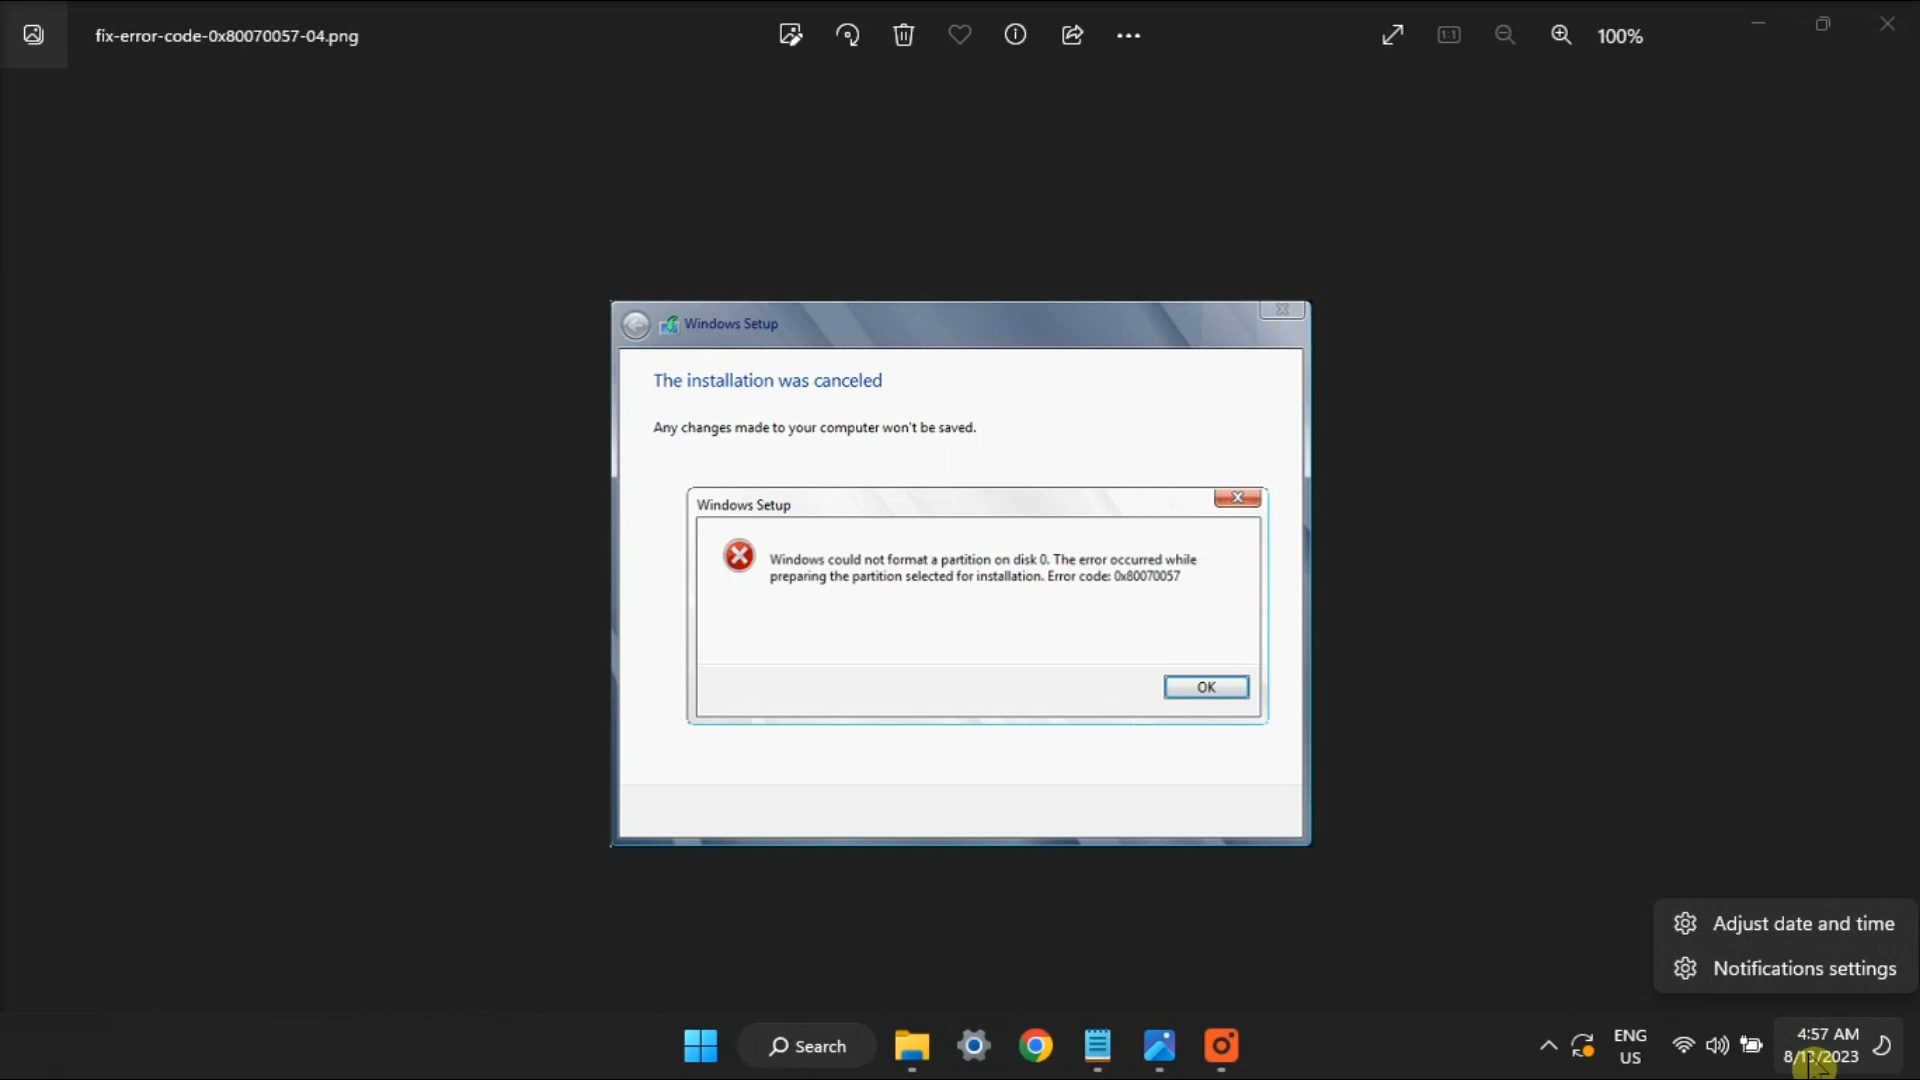 fix-error-code-0x80070057-04.png
100%
Windows Setup
The installation was canceled
Any changes made to your computer won't be saved.
Windows Setup
Windows could not format a partition on disk 0. The error occurred while
preparing the partition selected for installation. Error code: 0x80070057
OK
Adjust date and time
Notifications settings
Search
ENG
US
4:57 AM